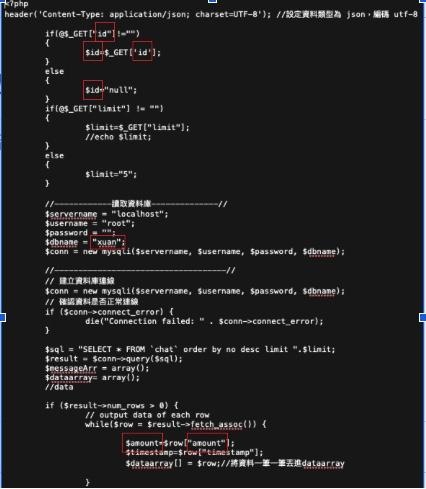 <?php
header('Content-Type: application/json; charset=UTF-8'); //設定資料類型為 json，編碼 utf-8
if(@$_GET["id"]!="")
{
$id=$_GET['id'];
}
else
{
$id="null";
}
if(@$_GET["limit"] != "")
{
$limit=$_GET["limit"];
//echo $limit;
}
else
{
$limit="5";
}
//------------讀取資料庫--------------//
$servername = "localhost";
$username = "root";
$password = "";
$dbname = "xuan";
$conn = new mysqli($servername, $username, $password, $dbname);
//------------------------------------//
// 建立資料庫連線
$conn = new mysqli($servername, $username, $password, $dbname);
// 確認資料是否正常連線
if ($conn->connect_error) {
die("Connection failed: " . $conn->connect_error);
}
$sql = "SELECT * FROM `chat` order by no desc limit ".$limit;
$result = $conn->query($sql);
$messageArr = array();
$dataarray= array();
//data
if ($result->num_rows > 0) {
// output data of each row
while($row = $result->fetch_assoc()) {
$amount=$row["amount"];
$timestamp=$row["timestamp"];
$dataarray[] = $row;//將資料一筆一筆丟進dataarray
}